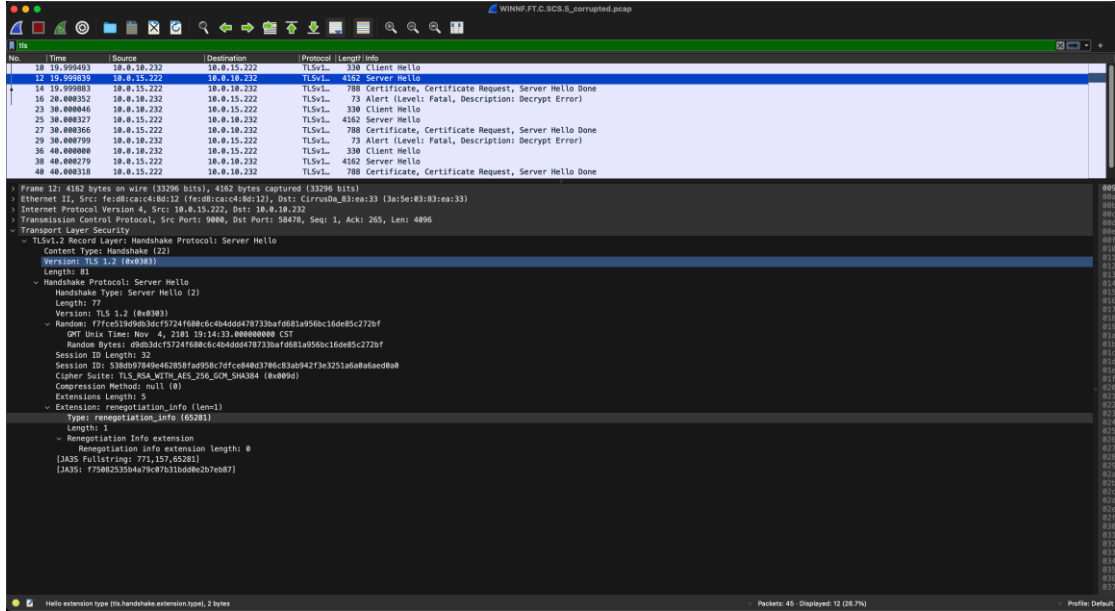 WINNF.FT.C.SCS.5_corrupted.pcap
tls
No. Time Source Destination Protocol Length Info
10 19.999493 10.0.10.232 10.0.15.222 TLSv1… 330 Client Hello
12 19.999839 10.0.15.222 10.0.10.232 TLSv1… 4162 Server Hello
14 19.999883 10.0.15.222 10.0.10.232 TLSv1… 788 Certificate, Certificate Request, Server Hello Done
16 20.000352 10.0.10.232 10.0.15.222 TLSv1… 73 Alert (Level: Fatal, Description: Decrypt Error)
23 30.000046 10.0.10.232 10.0.15.222 TLSv1… 330 Client Hello
25 30.000327 10.0.15.222 10.0.10.232 TLSv1… 4162 Server Hello
27 30.000366 10.0.15.222 10.0.10.232 TLSv1… 788 Certificate, Certificate Request, Server Hello Done
29 30.000799 10.0.10.232 10.0.15.222 TLSv1… 73 Alert (Level: Fatal, Description: Decrypt Error)
36 40.000000 10.0.10.232 10.0.15.222 TLSv1… 330 Client Hello
38 40.000279 10.0.15.222 10.0.10.232 TLSv1… 4162 Server Hello
40 40.000318 10.0.15.222 10.0.10.232 TLSv1… 788 Certificate, Certificate Request, Server Hello Done
Frame 12: 4162 bytes on wire (33296 bits), 4162 bytes captured (33296 bits)
Ethernet II, Src: fe:d8:ca:c4:8d:12 (fe:d8:ca:c4:8d:12), Dst: CirrusDa_83:ea:33 (3a:5e:03:83:ea:33)
Internet Protocol Version 4, Src: 10.0.15.222, Dst: 10.0.10.232
Transmission Control Protocol, Src Port: 9000, Dst Port: 58478, Seq: 1, Ack: 265, Len: 4096
Transport Layer Security
TLSv1.2 Record Layer: Handshake Protocol: Server Hello
Content Type: Handshake (22)
Version: TLS 1.2 (0x0303)
Length: 81
Handshake Protocol: Server Hello
Handshake Type: Server Hello (2)
Length: 77
Version: TLS 1.2 (0x0303)
Random: f7fce519d9db3dcf5724f680c6c4b4ddd478733bafd681a956bc16de85c272bf
GMT Unix Time: Nov 4, 2101 19:14:33.000000000 CST
Random Bytes: d9db3dcf5724f680c6c4b4ddd478733bafd681a956bc16de85c272bf
Session ID Length: 32
Session ID: 538db97849e462858fad958c7dfce840d3706c83ab942f3e3251a6a0a6aed0a0
Cipher Suite: TLS_RSA_WITH_AES_256_GCM_SHA384 (0x009d)
Compression Method: null (0)
Extensions Length: 5
Extension: renegotiation_info (len=1)
Type: renegotiation_info (65281)
Length: 1
Renegotiation Info extension
Renegotiation info extension length: 0
[JA3S Fullstring: 771,157,65281]
[JA3S: f75082535b4a79c07b31bdd0e2b7eb87]
Hello extension type (tls.handshake.extension.type), 2 bytes
Packets: 45 · Displayed: 12 (26.7%)
Profile: Default